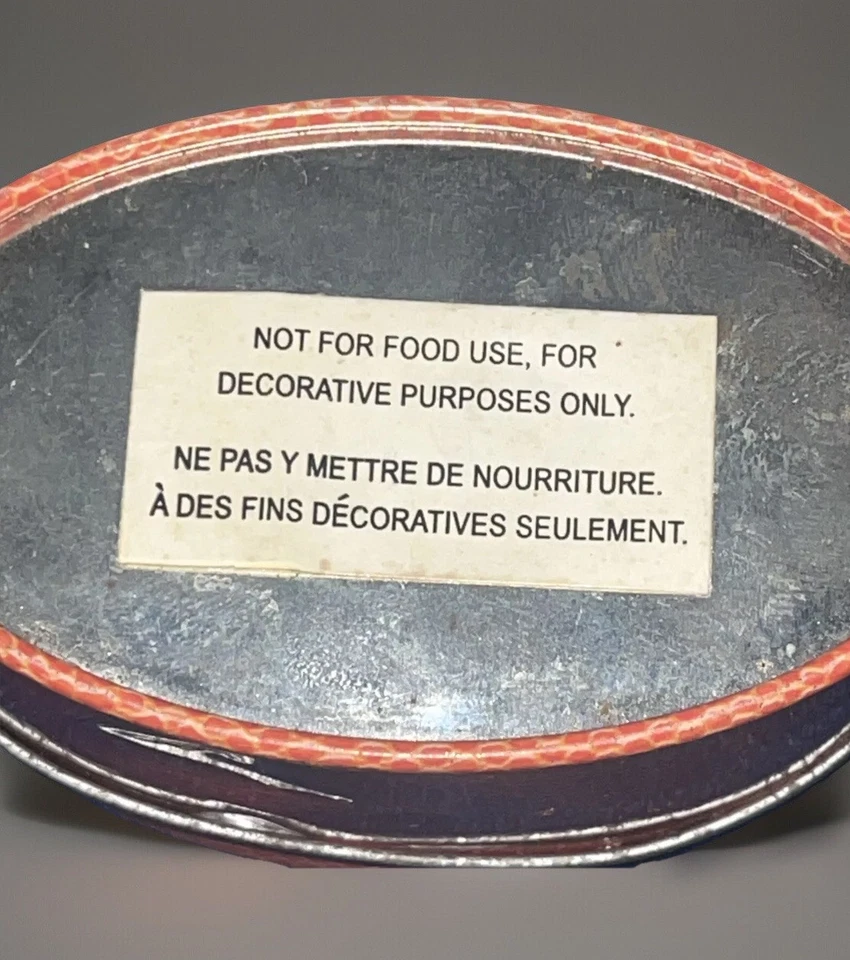 NOT FOR FOOD USE, FOR
DECORATIVE PURPOSES ONLY.
NE PAS Y METTRE DE NOURRITURE.
À DES FINS DÉCORATIVES SEULEMENT.